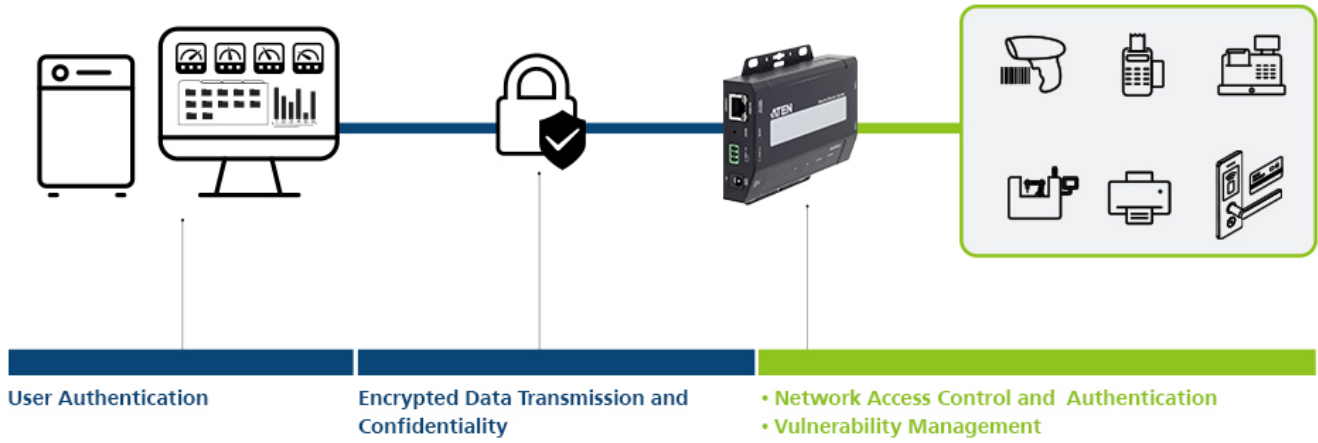 ATEN
User Authentication
Encrypted Data Transmission and
Confidentiality
• Network Access Control and Authentication
• Vulnerability Management